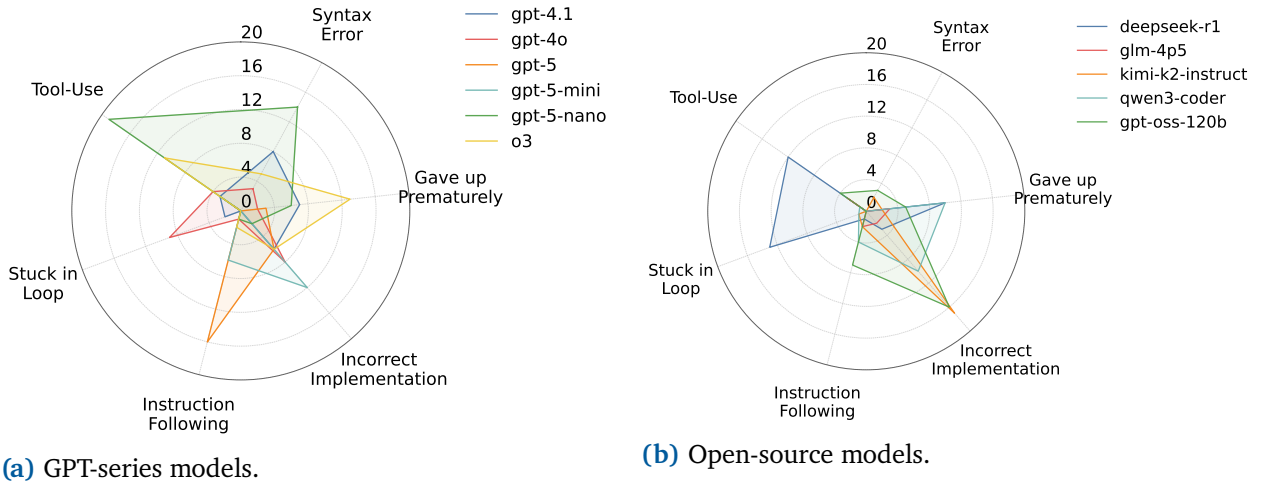 Syntax
Error
20
16
12
8
4
0
Tool-Use
Gave up
Prematurely
Stuck in
Loop
Incorrect
Implementation
Instruction
Following
gpt-4.1
gpt-4o
gpt-5
gpt-5-mini
gpt-5-nano
o3
(a) GPT-series models.
Syntax
Error
20
16
12
8
4
0
Tool-Use
Gave up
Prematurely
Stuck in
Loop
Incorrect
Implementation
Instruction
Following
deepseek-r1
glm-4p5
kimi-k2-instruct
qwen3-coder
gpt-oss-120b
(b) Open-source models.